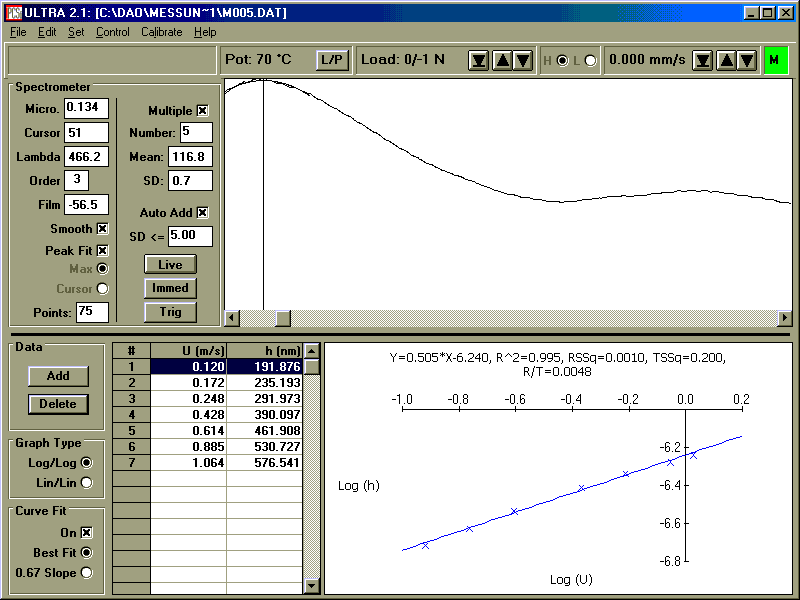 ULTRA 2.1: [C:\DAO\MESSUN~1\M005.DAT]
File Edit Set Control Calibrate Help
Pot: 70 °C L/P Load: 0/-1 N H L 0.000 mm/s M
Spectrometer
Micro. 0.134
Cursor 51
Lambda 466.2
Order 3
Film -56.5
Smooth
Peak Fit
Max
Cursor
Points: 75
Multiple
Number: 5
Mean: 116.8
SD: 0.7
Auto Add
SD <= 5.00
Live
Immed
Trig
Data
Add
Delete
Graph Type
Log/Log
Lin/Lin
Curve Fit
On
Best Fit
0.67 Slope
# U (m/s) h (nm)
1 0.120 191.876
2 0.172 235.193
3 0.248 291.973
4 0.428 390.097
5 0.614 461.908
6 0.885 530.727
7 1.064 576.541
Y=0.505*X-6.240, R^2=0.995, RSSq=0.0010, TSSq=0.200,
R/T=0.0048
-1.0 -0.8 -0.6 -0.4 -0.2 0.0 0.2
-6.2
-6.4
-6.6
-6.8
Log (h)
Log (U)